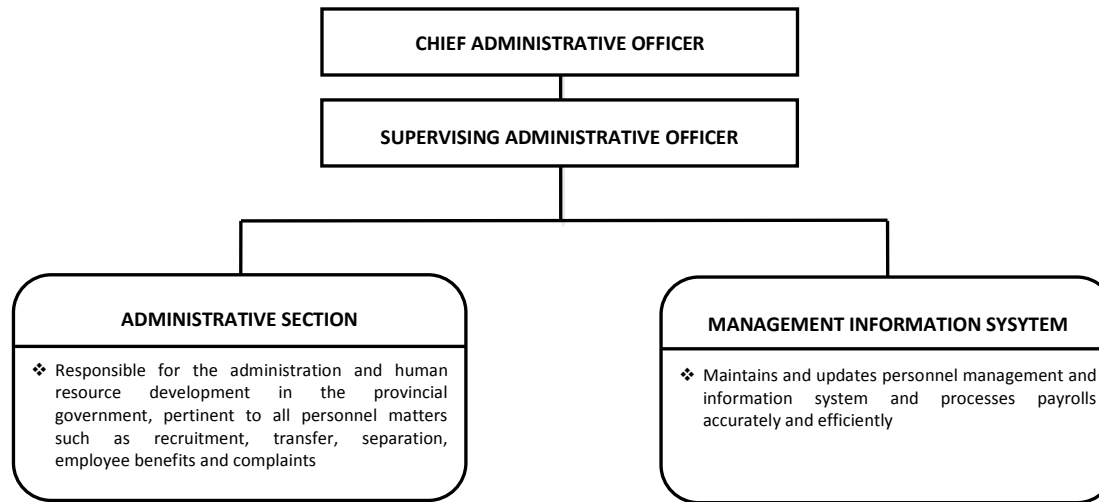 CHIEF ADMINISTRATIVE OFFICER
SUPERVISING ADMINISTRATIVE OFFICER
ADMINISTRATIVE SECTION
❖ Responsible for the administration and human
resource development in the provincial
government, pertinent to all personnel matters
such as recruitment, transfer, separation,
employee benefits and complaints
MANAGEMENT INFORMATION SYSYTEM
❖ Maintains and updates personnel management and
information system and processes payrolls
accurately and efficiently